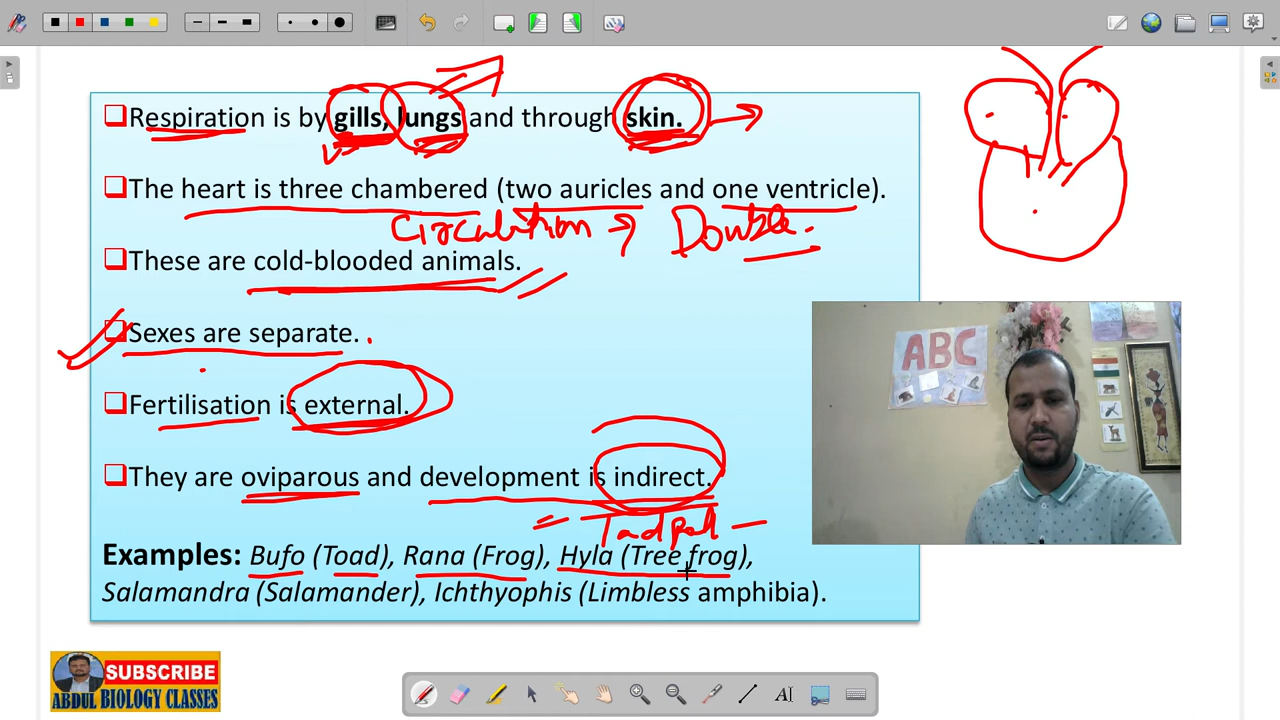 Respiration is by gills, lungs and through skin.
The heart is three chambered (two auricles and one ventricle).
Circulation → Double.
These are cold-blooded animals.
Sexes are separate.
Fertilisation is external.
They are oviparous and development is indirect.
= Tadpol —
Examples: Bufo (Toad), Rana (Frog), Hyla (Tree frog),
Salamandra (Salamander), Ichthyophis (Limbless amphibia).
ABC
SUBSCRIBE
ABDUL BIOLOGY CLASSES
AI